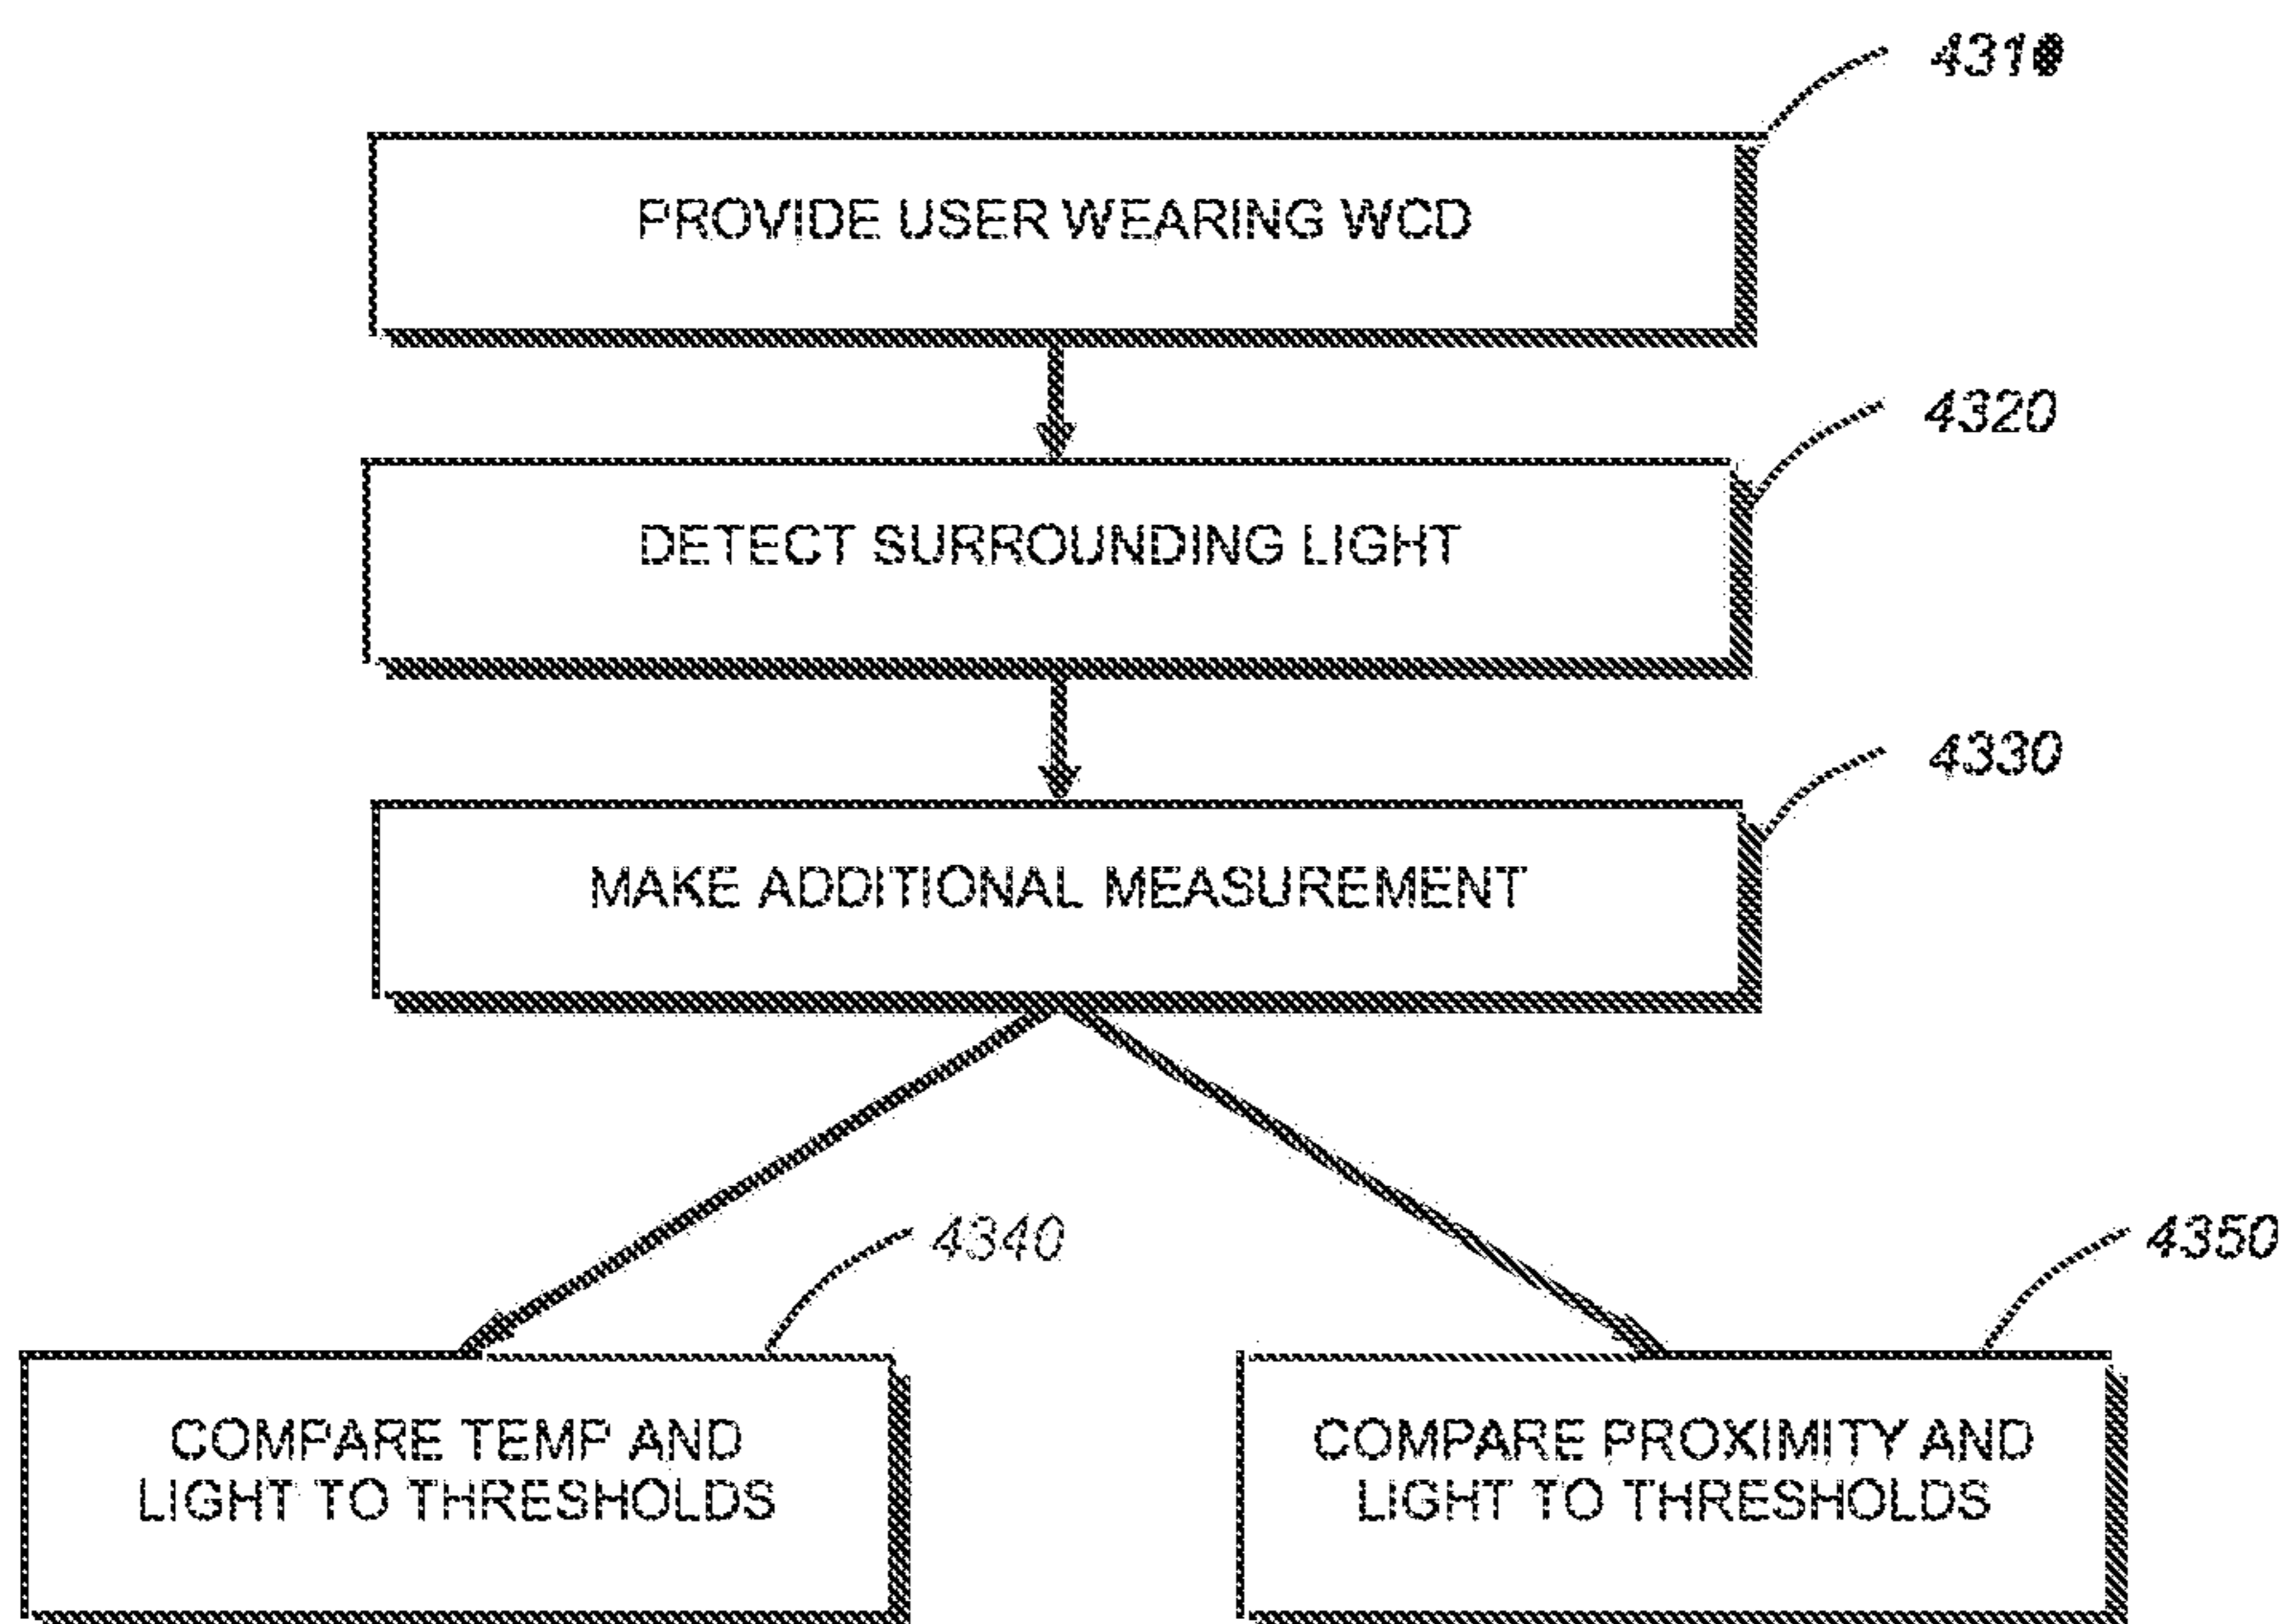 4310
PROVIDE USER WEARING WCD
4320
DETECT SURROUNDING LIGHT
4330
MAKE ADDITIONAL MEASUREMENT
4340
4350
COMPARE TEMP AND
LIGHT TO THRESHOLDS
COMPARE PROXIMITY AND
LIGHT TO THRESHOLDS